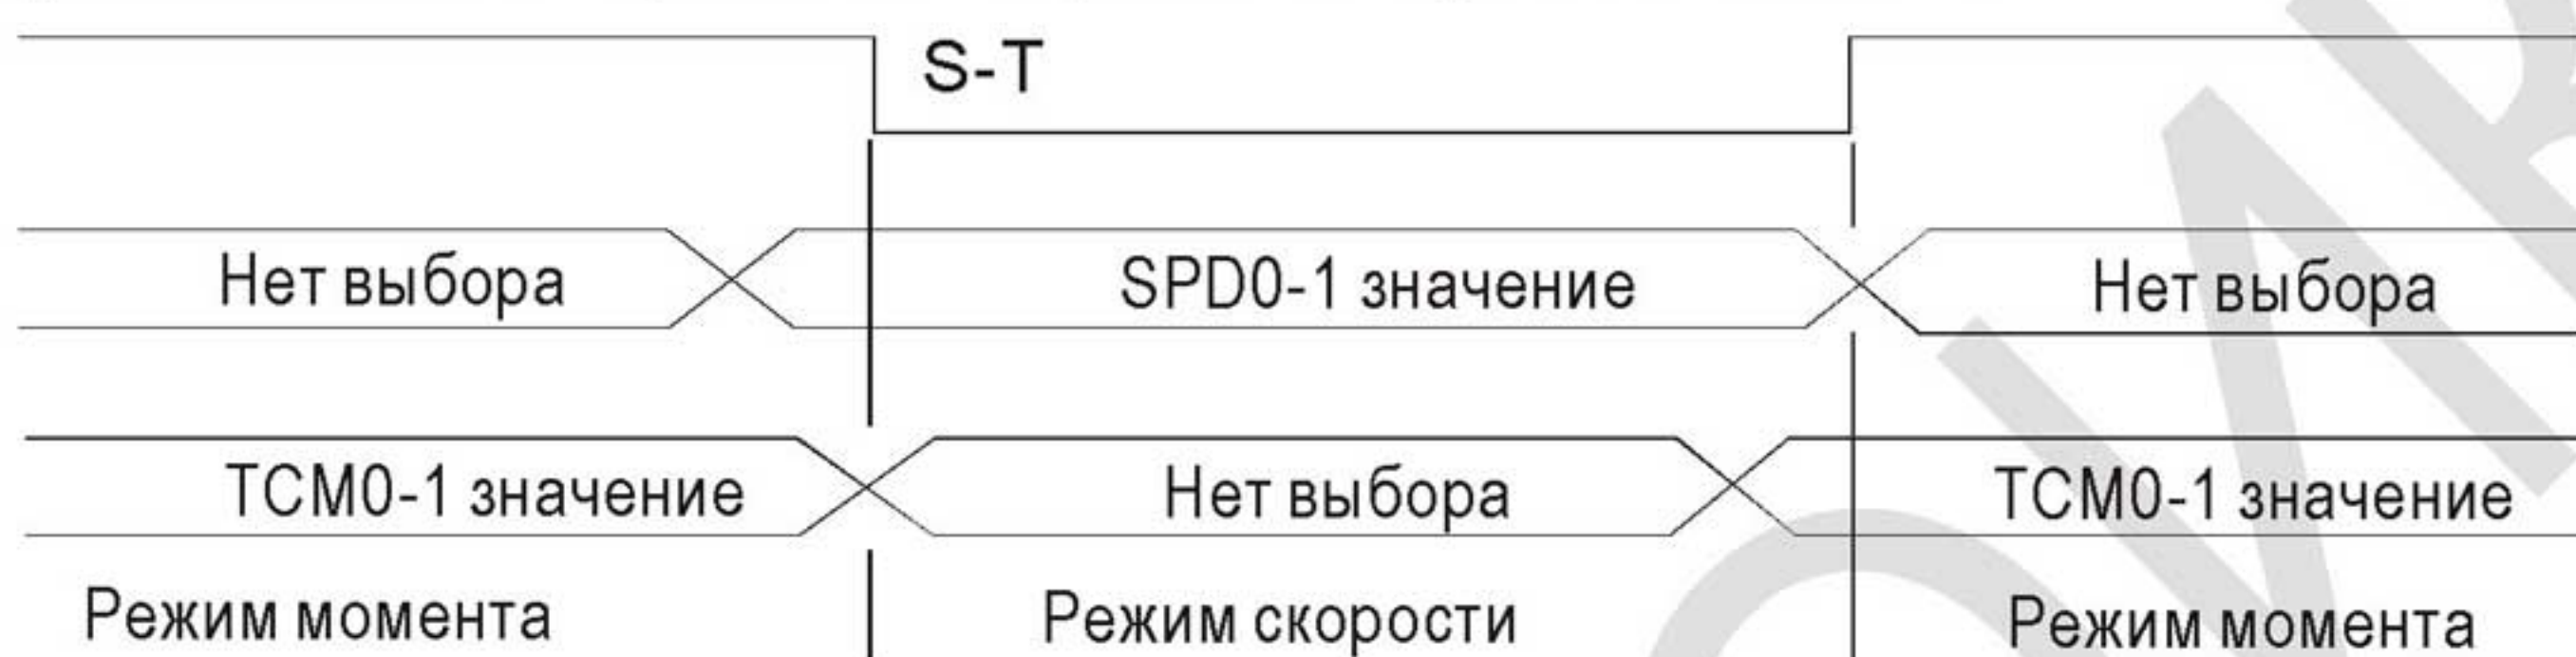 S-T
Нет выбора SPD0-1 значение Нет выбора
TCM0-1 значение Нет выбора TCM0-1 значение
Режим момента Режим скорости Режим момента